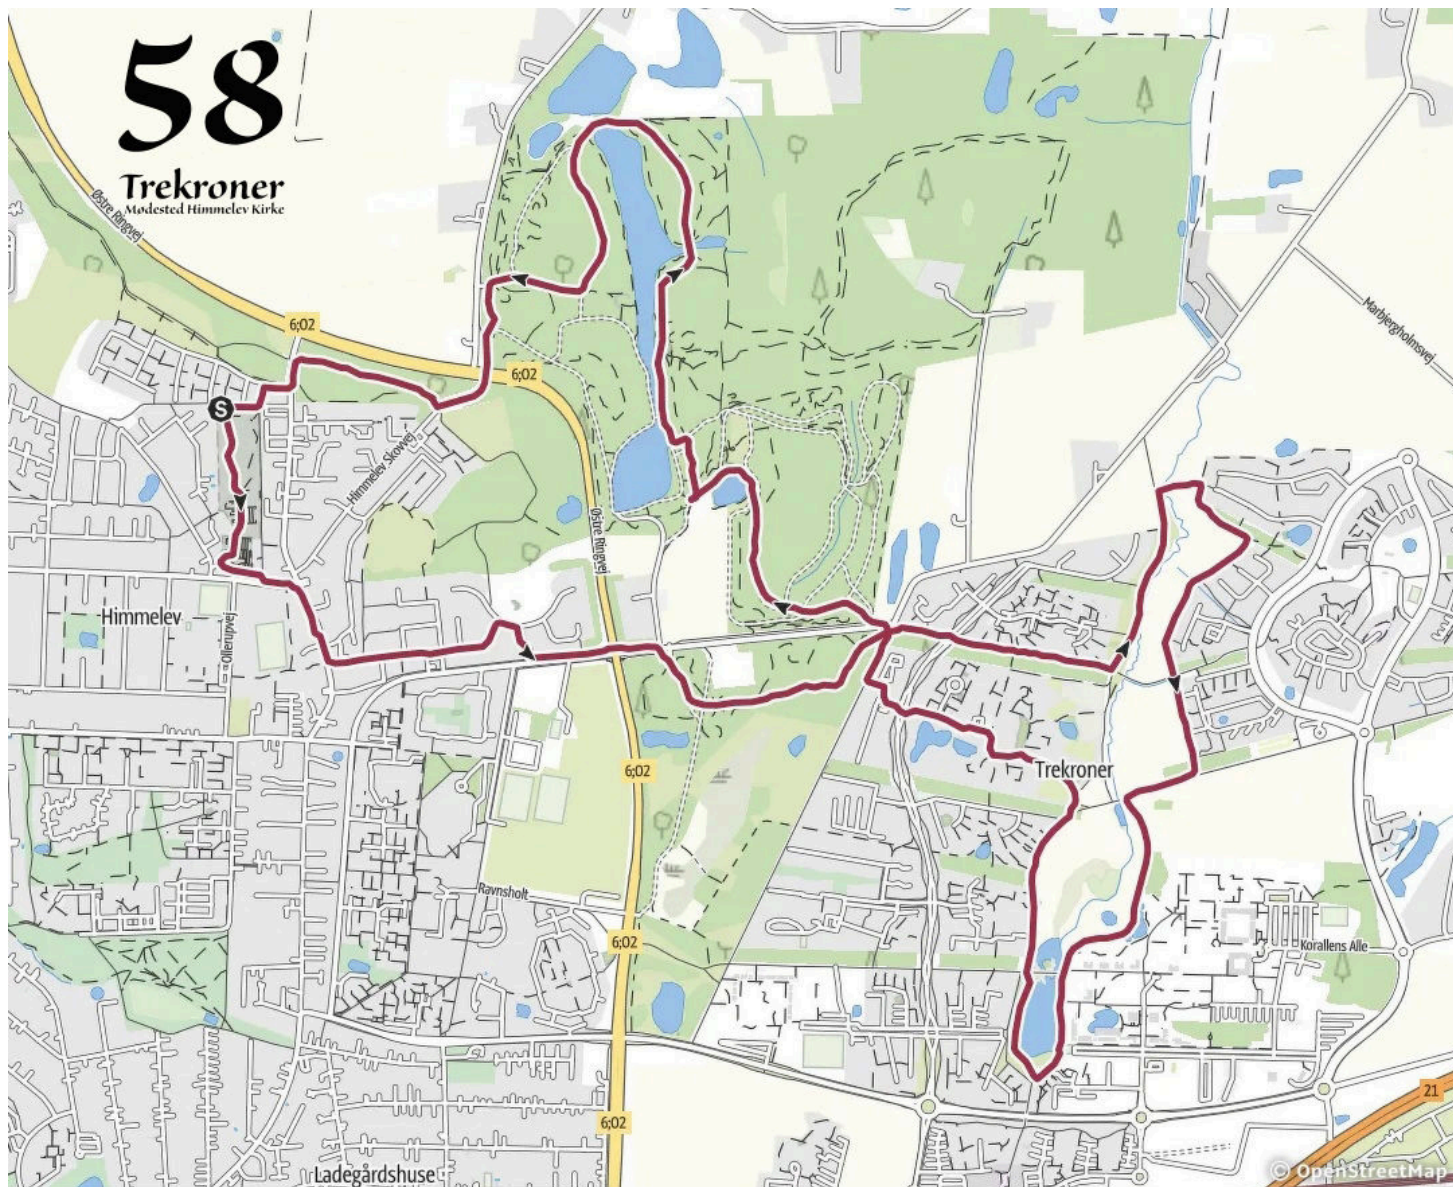 58
Trekroner
Mødested Himmelev Kirke
Østre Ringvej
6;02
6;02
Marbjergholmsvej
Himmelev Skovvej
Østre Ringvej
Himmelev
Ollerupvej
6;02
Trekroner
Ravnsholt
6;02
Korallens Alle
21
6;02
Ladegårdshuse
© OpenStreetMap
S